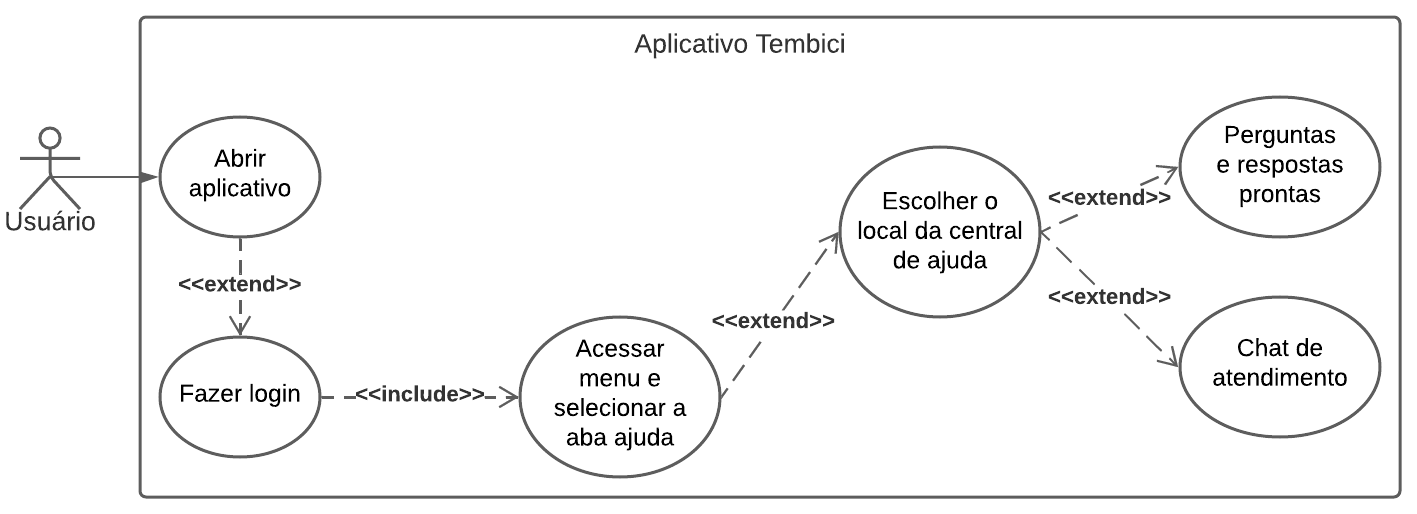 Aplicativo Tembici
Usuário
Abrir
aplicativo
<<extend>>
Fazer login
<<include>>
Acessar
menu e
selecionar a
aba ajuda
<<extend>>
Escolher o
local da central
de ajuda
<<extend>>
Perguntas
e respostas
prontas
<<extend>>
Chat de
atendimento